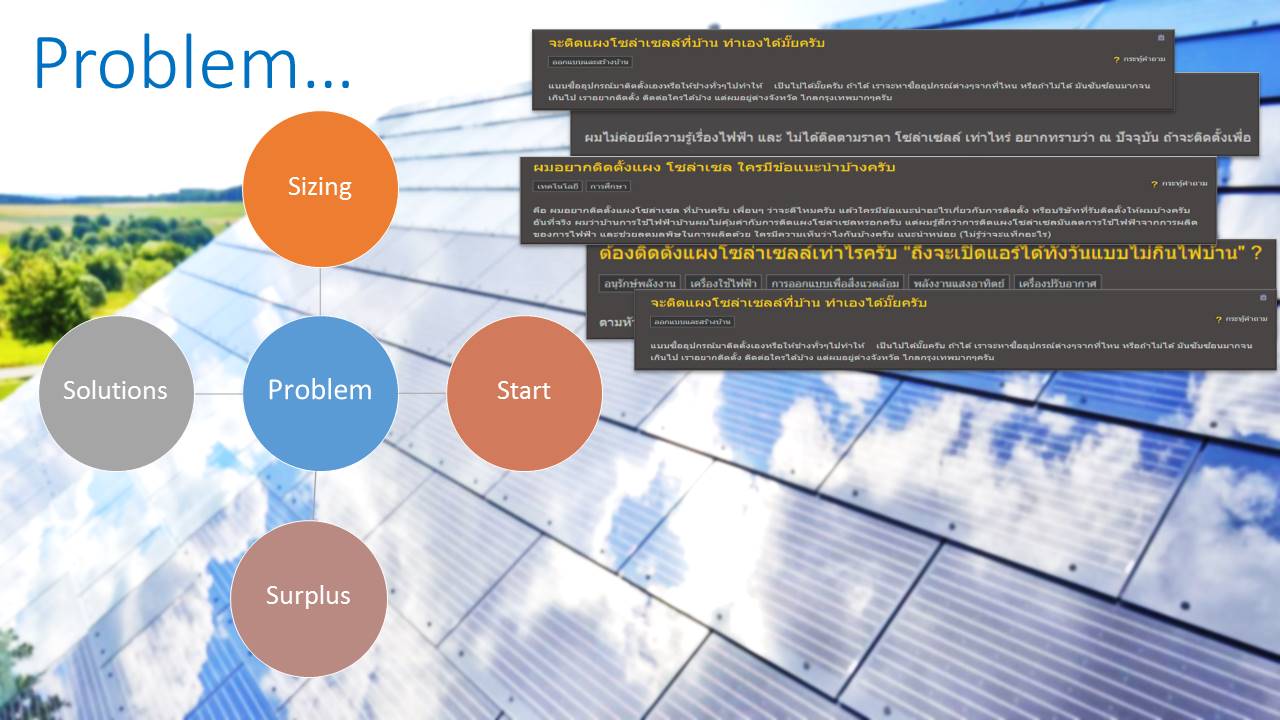 Problem...
Sizing
Solutions
Problem
Start
Surplus
จะติดแผงโซล่าเซลล์ที่บ้าน ทำเองได้มั๊ยครับ
ออกแบบและสร้างบ้าน
? กระทู้คำถาม
แบบซื้ออุปกรณ์มาติดตั้งเองหรือให้ช่างทั่วๆไปทำให้ เป็นไปได้มั๊ยครับ ถ้าได้ เราจะหาซื้ออุปกรณ์ต่างๆจากที่ไหน หรือถ้าไม่ได้ มันซับซ้อนมากจน
เกินไป เราอยากติดตั้ง ติดต่อใครได้บ้าง แต่ผมอยู่ต่างจังหวัด ไกลกรุงเทพมากๆครับ
ผมไม่ค่อยมีความรู้เรื่องไฟฟ้า และ ไม่ได้ติดตามราคา โซล่าเซลล์ เท่าไหร่ อยากทราบว่า ณ ปัจจุบัน ถ้าจะติดตั้งเพื่อ
ผมอยากติดตั้งแผง โซล่าเซล ใครมีข้อแนะนำบ้างครับ
เทคโนโลยี การศึกษา
? กระทู้คำถาม
คือ ผมอยากติดตั้งแผงโซล่าเซล ที่บ้านครับ เพื่อนๆ ว่าจะดีไหมครับ แล้วใครมีข้อแนะนำอะไรเกี่ยวกับการติดตั้ง หรือบริษัทที่รับติดตั้งให้ผมบ้างครับ
อันที่จริง ผมว่าบ้านการใช้ไฟฟ้าบ้านผมไม่คุ้มค่ากับการติดแผงโซล่าเซลหรอกครับ แต่ผมรู้สึกว่าการติดแผงโซล่าเซลมันลดการใช้ไฟฟ้าจากการผลิต
ของการไฟฟ้า และช่วยลดมลพิษในการผลิตด้วย ใครมีความเห็นว่าไงกันบ้างครับ แนะนำหน่อย (ไม่รู้ว่าจะแท็กอะไร)
ต้องติดตั้งแผงโซล่าเซลล์เท่าไรครับ "ถึงจะเปิดแอร์ได้ทั้งวันแบบไม่กินไฟบ้าน" ?
อนุรักษ์พลังงาน เครื่องใช้ไฟฟ้า การออกแบบเพื่อสิ่งแวดล้อม พลังงานแสงอาทิตย์ เครื่องปรับอากาศ
จะติดแผงโซล่าเซลล์ที่บ้าน ทำเองได้มั๊ยครับ
ออกแบบและสร้างบ้าน
? กระทู้คำถาม
แบบซื้ออุปกรณ์มาติดตั้งเองหรือให้ช่างทั่วๆไปทำให้ เป็นไปได้มั๊ยครับ ถ้าได้ เราจะหาซื้ออุปกรณ์ต่างๆจากที่ไหน หรือถ้าไม่ได้ มันซับซ้อนมากจน
เกินไป เราอยากติดตั้ง ติดต่อใครได้บ้าง แต่ผมอยู่ต่างจังหวัด ไกลกรุงเทพมากๆครับ